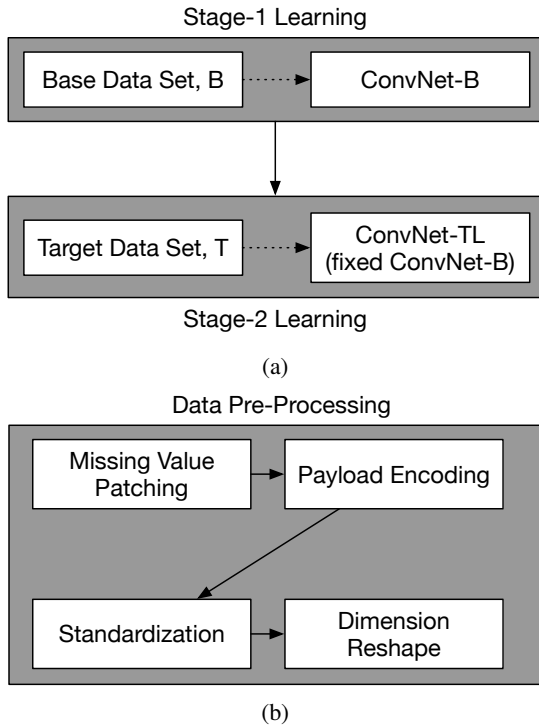 Stage-1 Learning
Base Data Set, B
ConvNet-B
Target Data Set, T
ConvNet-TL
(fixed ConvNet-B)
Stage-2 Learning
(a)
Data Pre-Processing
Missing Value
Patching
Payload Encoding
Standardization
Dimension
Reshape
(b)